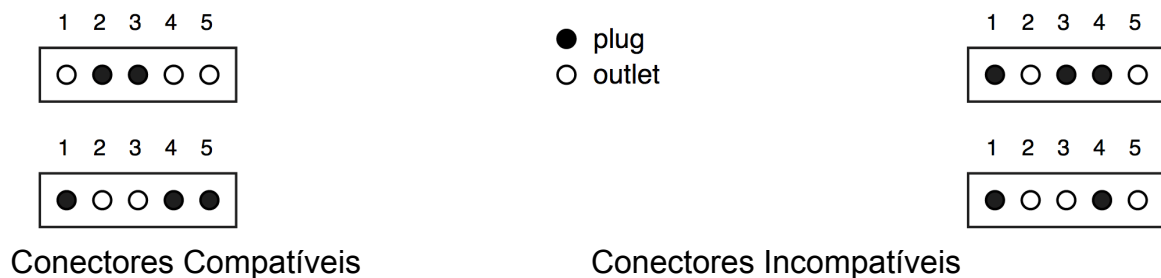 1 2 3 4 5
plug
outlet
1 2 3 4 5
1 2 3 4 5
1 2 3 4 5
Conectores Compatíveis
Conectores Incompatíveis